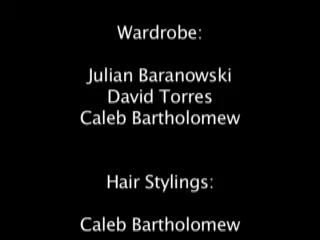 Wardrobe:
Julian Baranowski
David Torres
Caleb Bartholomew
Hair Stylings:
Caleb Bartholomew